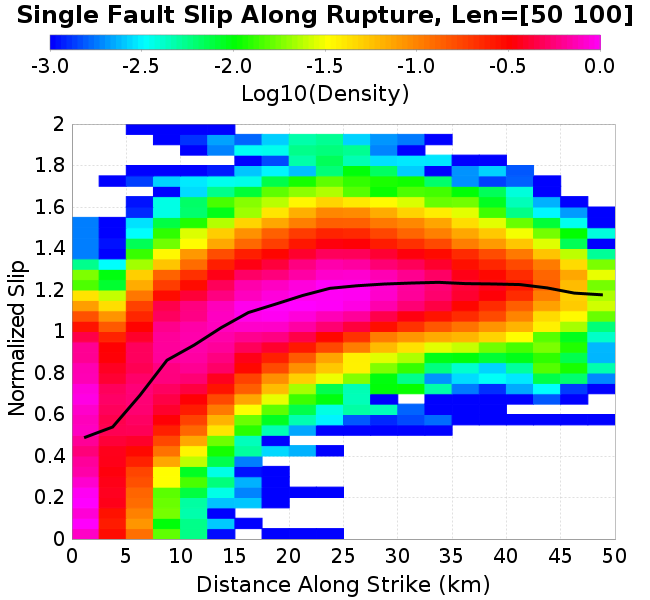 Single Fault Slip Along Rupture, Len=[50 100]
-3.0 -2.5 -2.0 -1.5 -1.0 -0.5 0.0
Log10(Density)
2
1.8
1.6
1.4
1.2
1
0.8
0.6
0.4
0.2
0
Normalized Slip
0 5 10 15 20 25 30 35 40 45 50
Distance Along Strike (km)